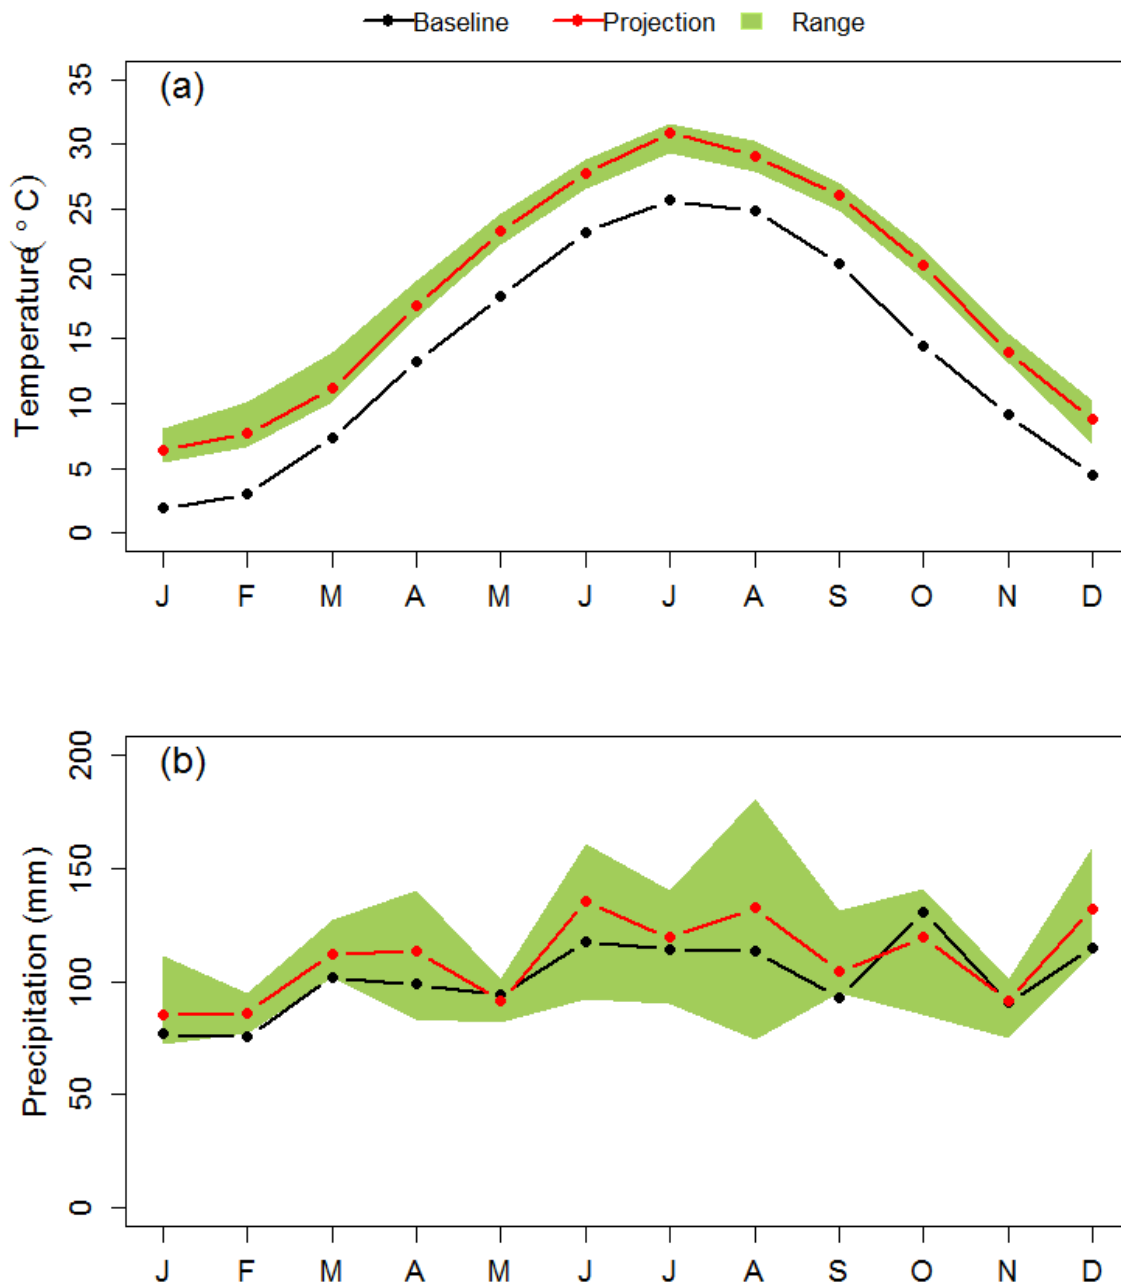 Baseline Projection Range
(a)
Temperature( ° C)
35
30
25
20
15
10
5
0
J F M A M J J A S O N D
(b)
Precipitation (mm)
200
150
100
50
0
J F M A M J J A S O N D